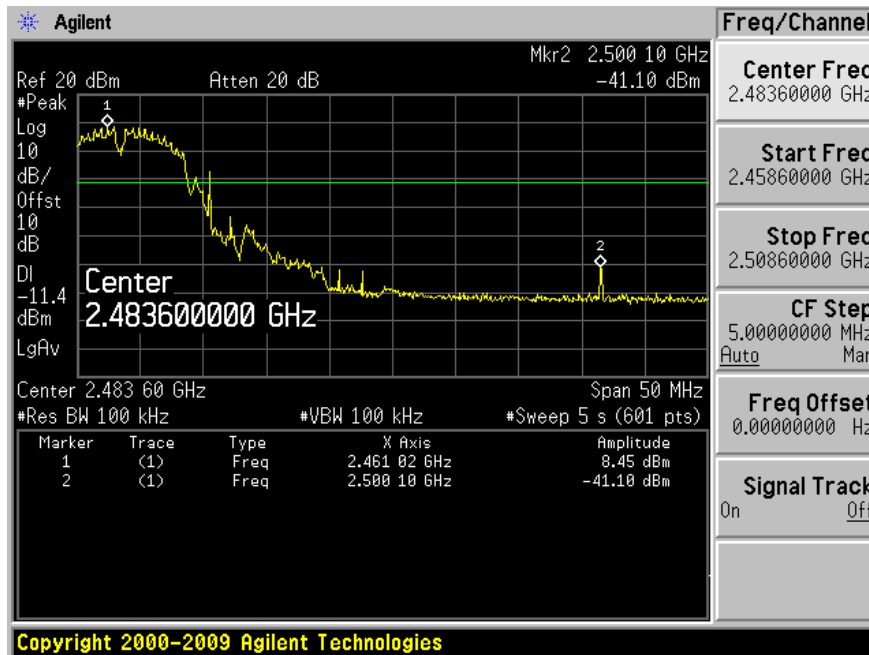 Agilent
Freq/Channel
Mkr2 2.500 10 GHz
Ref 20 dBm Atten 20 dB -41.10 dBm
#Peak
Log
10
dB/
Offst
10
dB
DI
-11.4
dBm
LgAv
1
2
Center
2.483600000 GHz
Center 2.483 60 GHz Span 50 MHz
#Res BW 100 kHz #VBW 100 kHz #Sweep 5 s (601 pts)
Marker Trace Type X Axis Amplitude
1 (1) Freq 2.461 02 GHz 8.45 dBm
2 (1) Freq 2.500 10 GHz -41.10 dBm
Center Freq
2.48360000 GHz
Start Freq
2.45860000 GHz
Stop Freq
2.50860000 GHz
CF Step
5.00000000 MHz
Auto Man
Freq Offset
0.00000000 Hz
Signal Track
On Off
Copyright 2000-2009 Agilent Technologies